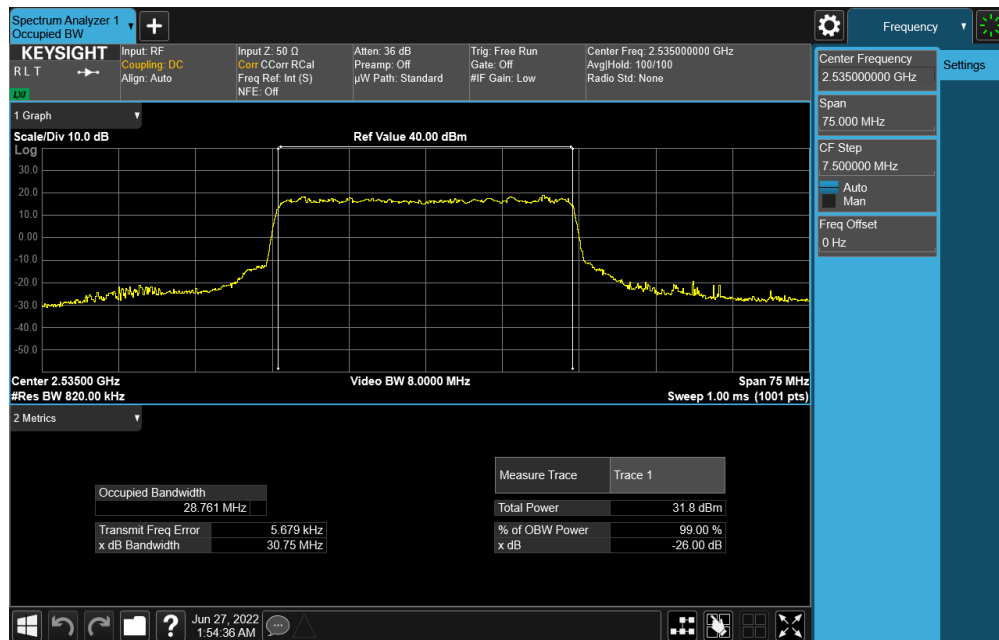 Spectrum Analyzer 1
Occupied BW
Frequency
KEYSIGHT
R L T
LXI
Input: RF
Coupling: DC
Align: Auto
Input Z: 50 Ω
Corr CCorr RCal
Freq Ref: Int (S)
NFE: Off
Atten: 36 dB
Preamp: Off
µW Path: Standard
Trig: Free Run
Gate: Off
#IF Gain: Low
Center Freq: 2.535000000 GHz
Avg|Hold: 100/100
Radio Std: None
Center Frequency
2.535000000 GHz
Settings
Span
75.000 MHz
CF Step
7.500000 MHz
Auto
Man
Freq Offset
0 Hz
1 Graph
Scale/Div 10.0 dB
Ref Value 40.00 dBm
Log
30.0
20.0
10.0
0.00
-10.0
-20.0
-30.0
-40.0
-50.0
Center 2.53500 GHz
Video BW 8.0000 MHz
Span 75 MHz
#Res BW 820.00 kHz
Sweep 1.00 ms (1001 pts)
2 Metrics
Measure Trace Trace 1
Occupied Bandwidth
28.761 MHz
Total Power 31.8 dBm
Transmit Freq Error 5.679 kHz
% of OBW Power 99.00 %
x dB Bandwidth 30.75 MHz
x dB -26.00 dB
?
Jun 27, 2022
1:54:36 AM